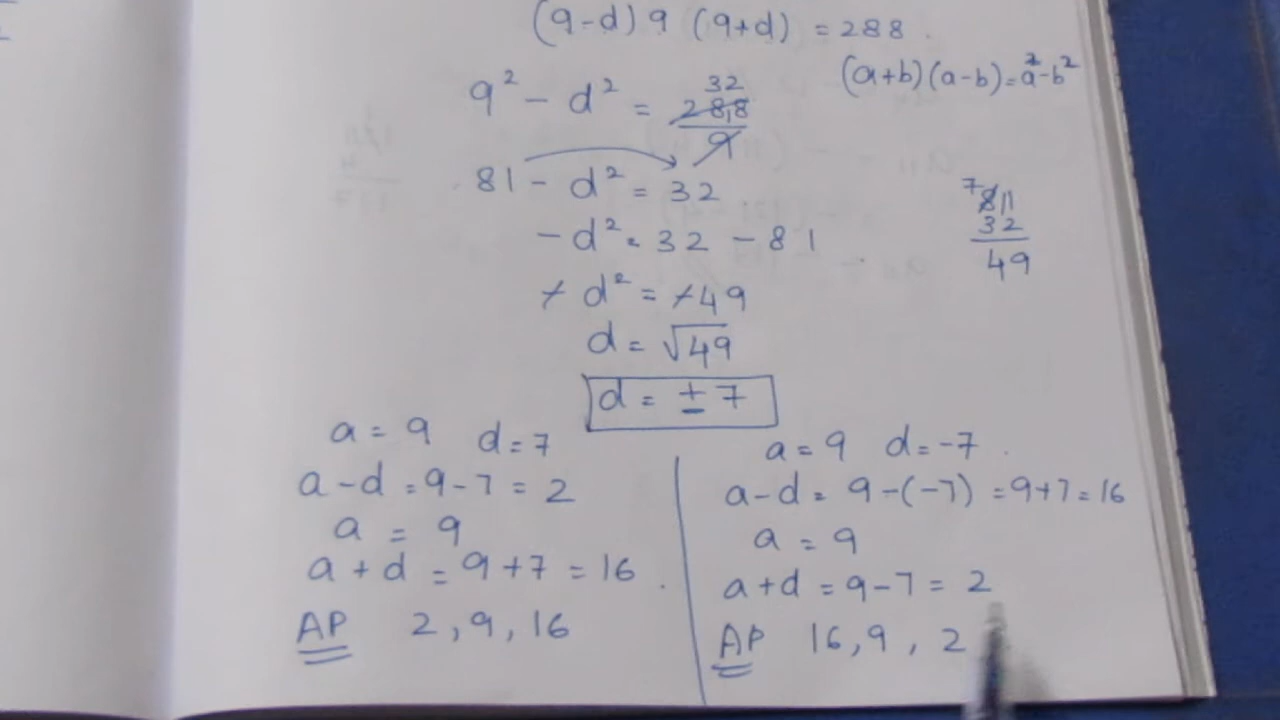 (9-d) 9 (9+d) = 288.
(a+b)(a-b)=a²-b²
9² - d² = 288/9 32
81 - d² = 32
7 811
32
49
- d² = 32 - 81
- d² = -49
d = √49
d = ± 7
a = 9 d = 7
a - d = 9 - 7 = 2
a = 9
a + d = 9 + 7 = 16.
AP 2, 9, 16
a = 9 d = -7.
a - d = 9 - (-7) = 9+7 = 16
a = 9
a + d = 9 - 7 = 2
AP 16, 9, 2